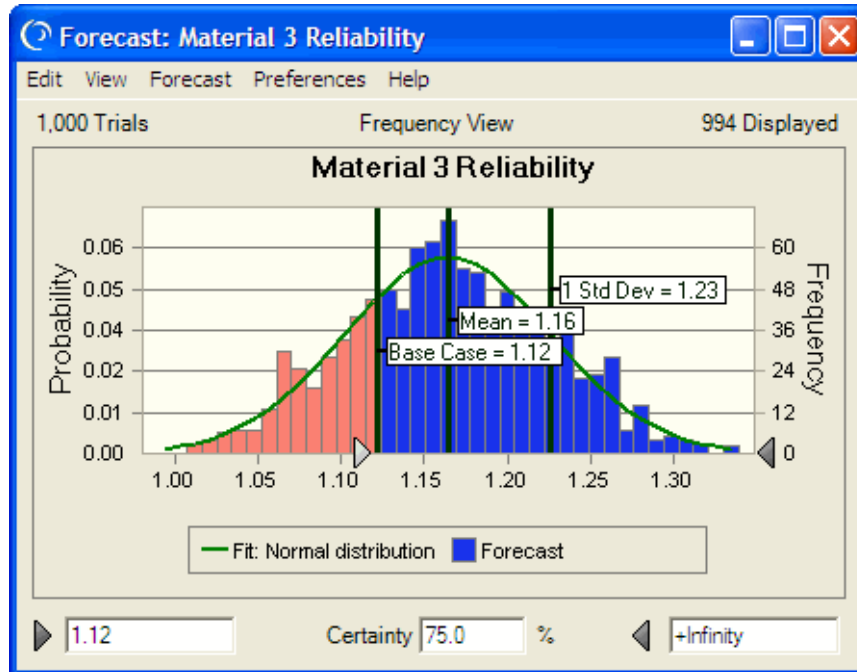 Forecast: Material 3 Reliability
Edit View Forecast Preferences Help
1,000 Trials Frequency View 994 Displayed
Material 3 Reliability
Probability
0.06
0.05
0.04
0.02
0.01
0.00
1 Std Dev = 1.23
Mean = 1.16
Base Case = 1.12
60
48
36
24
12
0
Frequency
1.00 1.05 1.10 1.15 1.20 1.25 1.30
Fit: Normal distribution Forecast
1.12 Certainty 75.0 % +Infinity